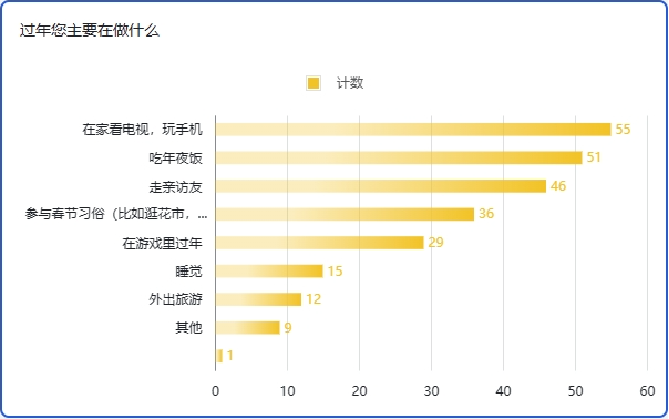 过年您主要在做什么
计数
在家看电视，玩手机 55
吃年夜饭 51
走亲访友 46
参与春节习俗（比如逛花市，... 36
在游戏里过年 29
睡觉 15
外出旅游 12
其他 9
1
0 10 20 30 40 50 60